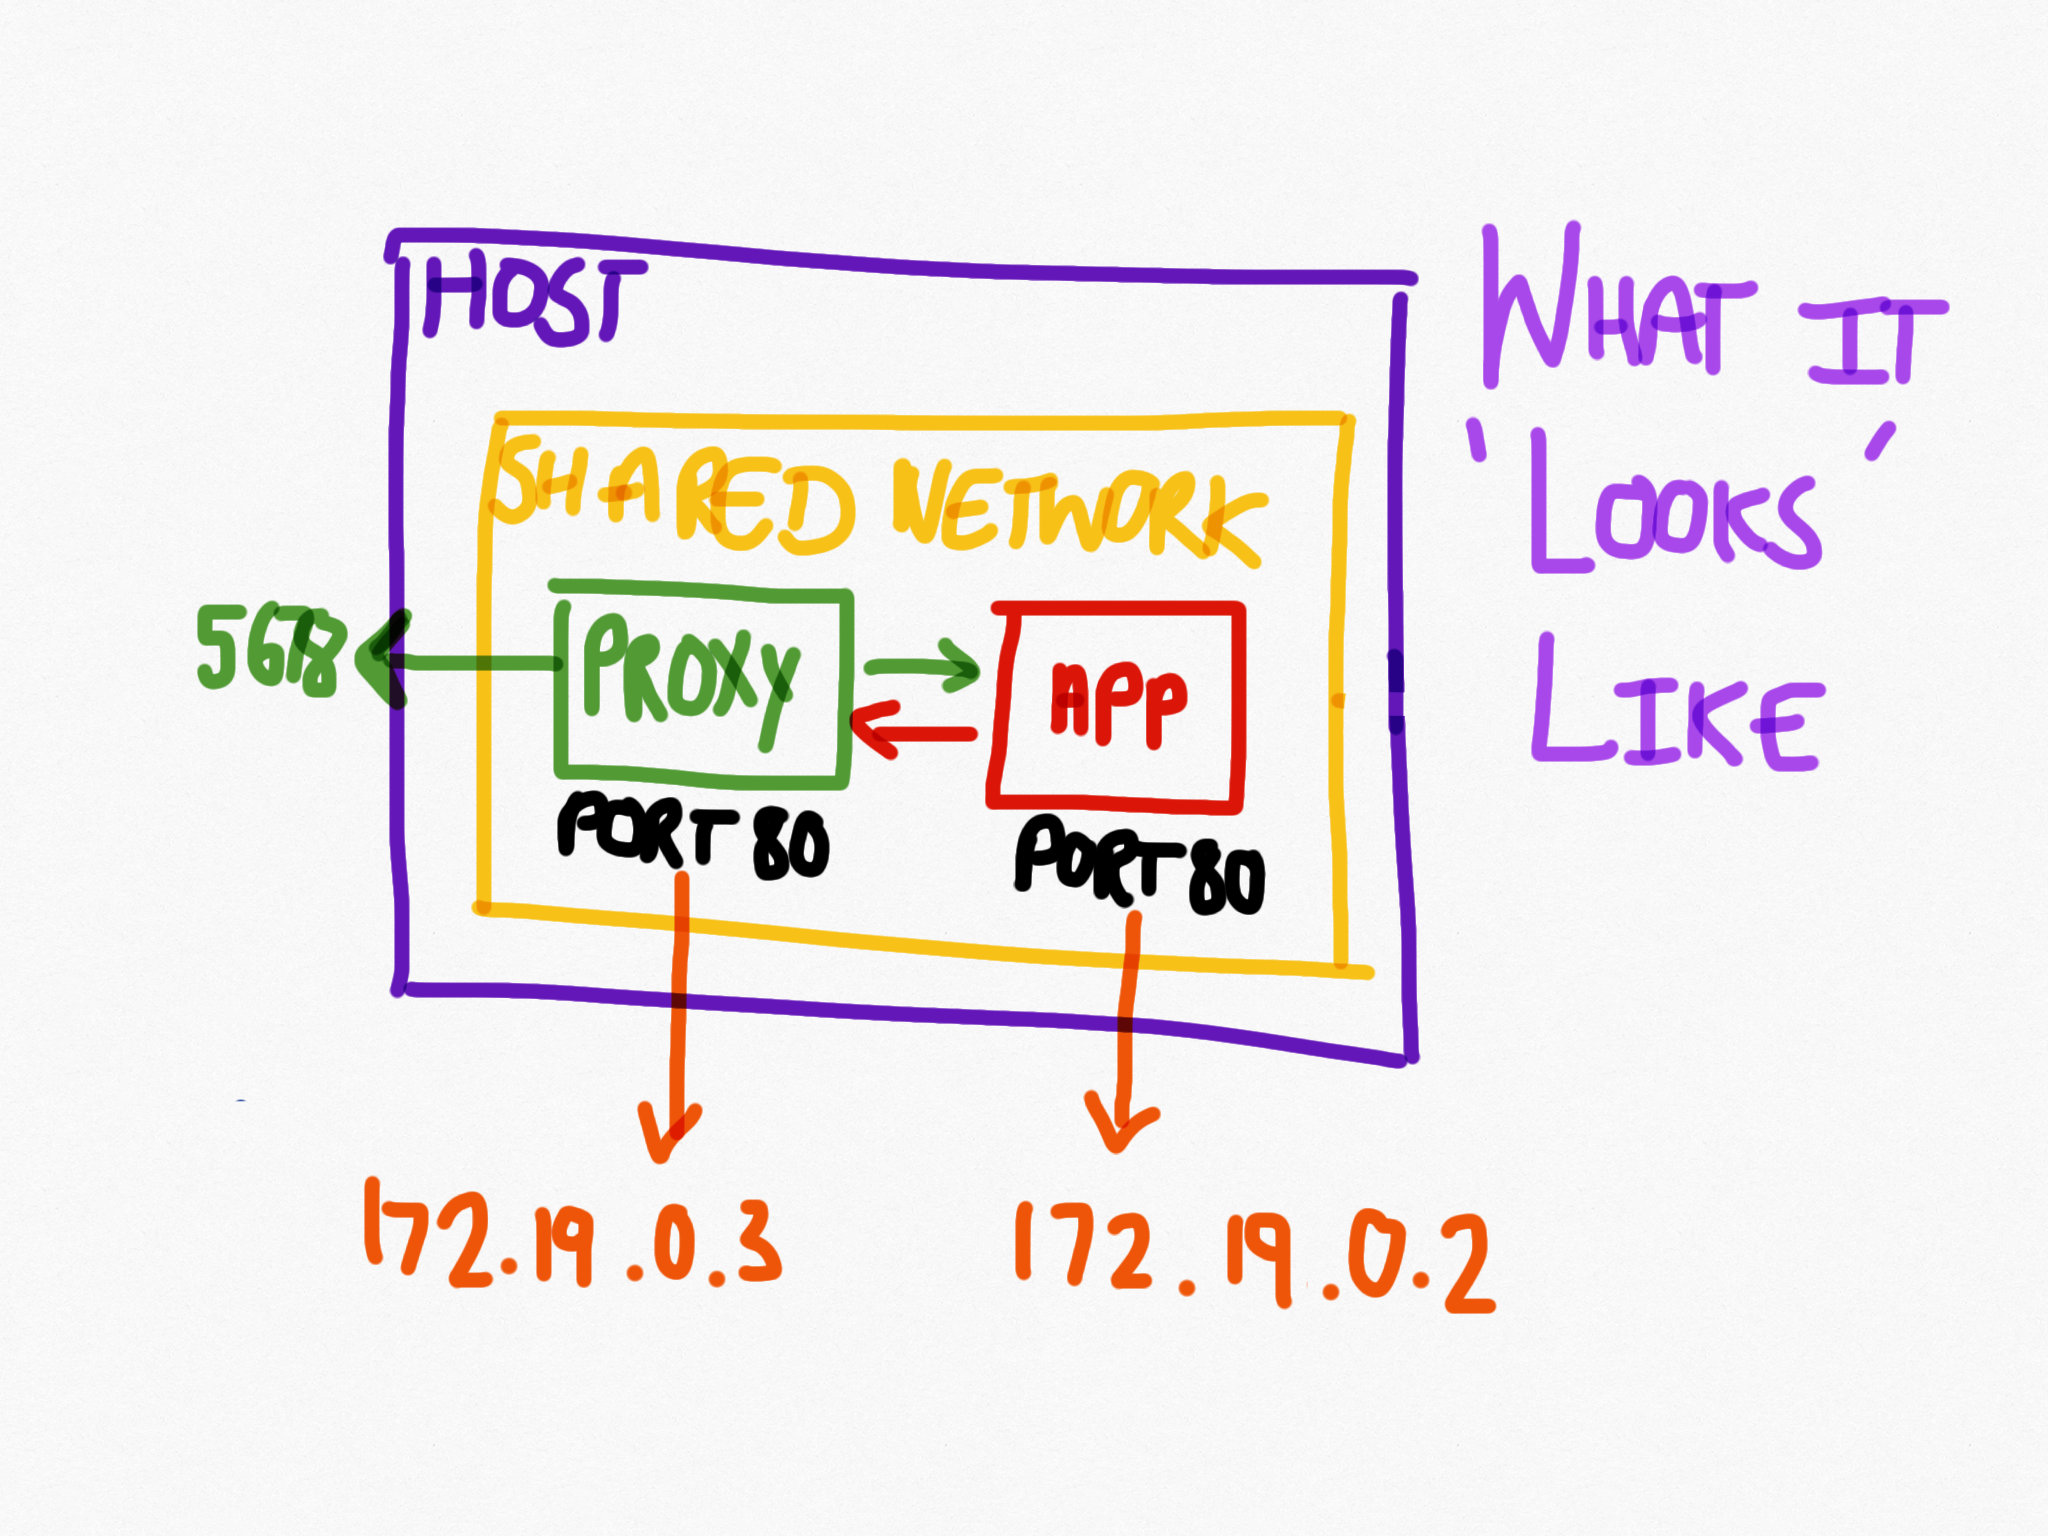 HOST
WHAT IT
'LOOKS'
LIKE
SHARED NETWORK
5678
PROXY
APP
PORT 80
PORT 80
172.19.0.3
172.19.0.2